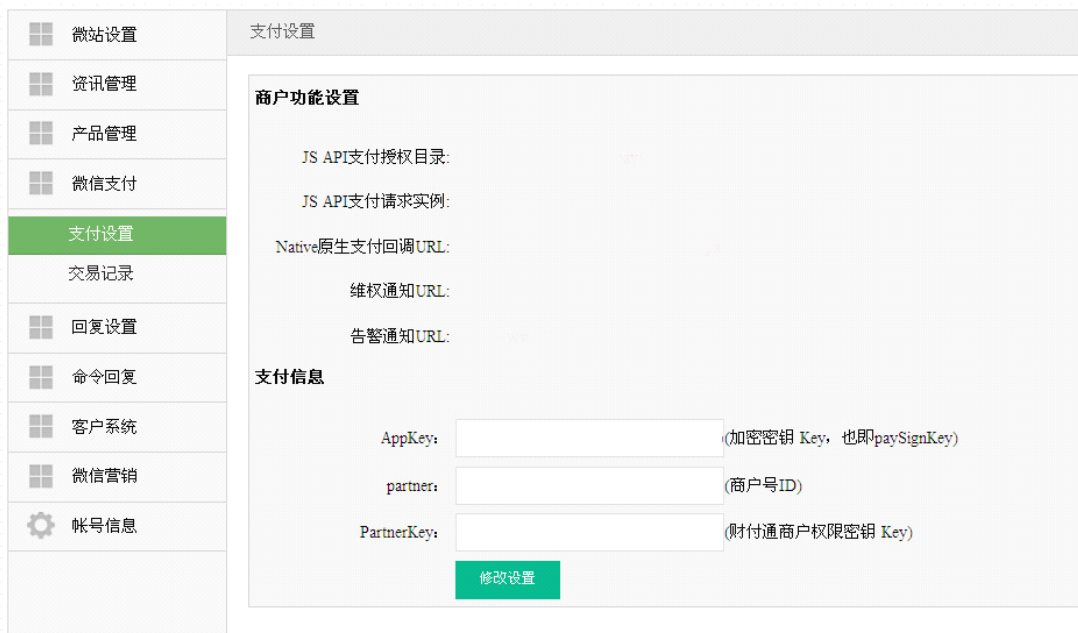 微站设置
资讯管理
产品管理
微信支付
支付设置
交易记录
回复设置
命令回复
客户系统
微信营销
帐号信息
支付设置
商户功能设置
JS API支付授权目录:
JS API支付请求实例:
Native原生支付回调URL:
维权通知URL:
告警通知URL:
支付信息
AppKey: (加密密钥 Key，也即paySignKey)
partner: (商户号ID)
PartnerKey: (财付通商户权限密钥 Key)
修改设置